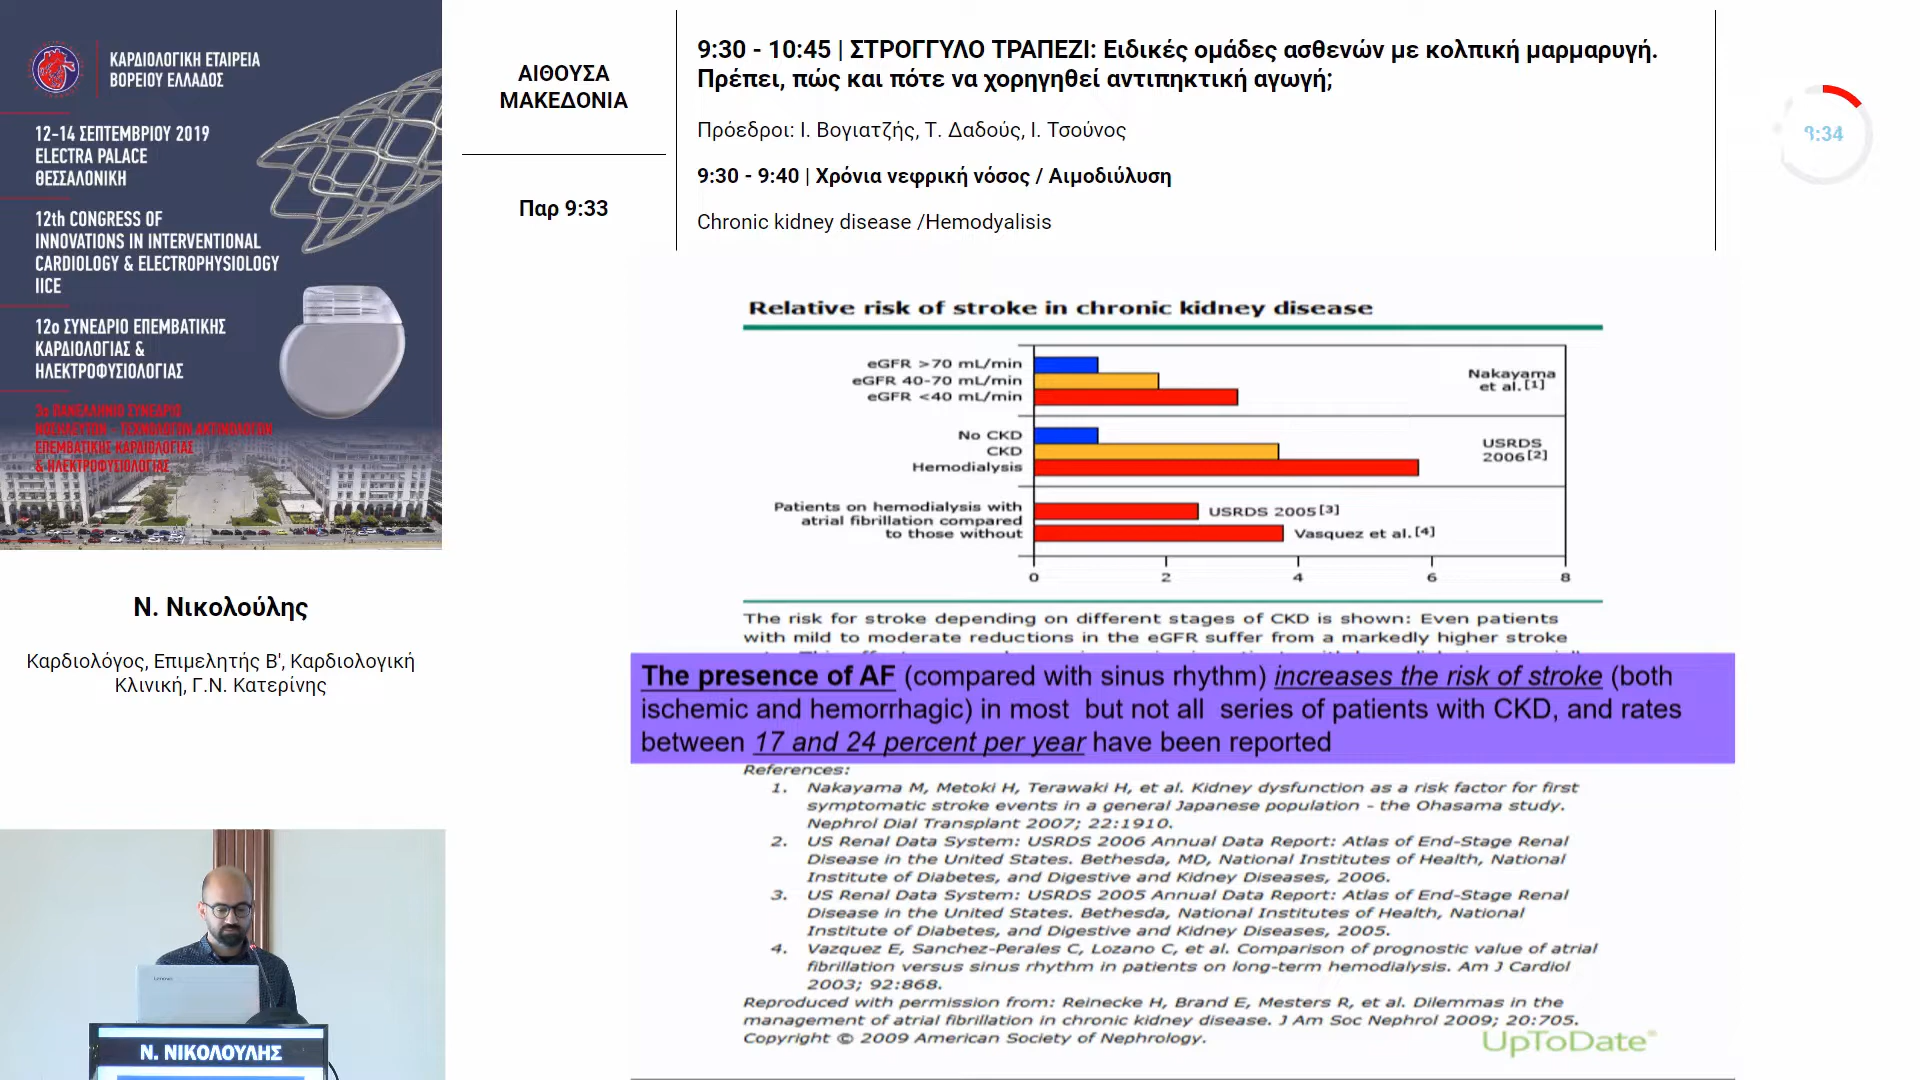 ΚΑΡΔΙΟΛΟΓΙΚΗ ΕΤΑΙΡΕΙΑ
ΒΟΡΕΙΟΥ ΕΛΛΑΔΟΣ
12-14 ΣΕΠΤΕΜΒΡΙΟΥ 2019
ELECTRA PALACE
ΘΕΣΣΑΛΟΝΙΚΗ
12th CONGRESS OF
INNOVATIONS IN INTERVENTIONAL
CARDIOLOGY & ELECTROPHYSIOLOGY
IICE
12ο ΣΥΝΕΔΡΙΟ ΕΠΕΜΒΑΤΙΚΗΣ
ΚΑΡΔΙΟΛΟΓΙΑΣ &
ΗΛΕΚΤΡΟΦΥΣΙΟΛΟΓΙΑΣ
3ο ΠΑΝΕΛΛΗΝΙΟ ΣΥΝΕΔΡΙΟ
ΝΟΣΗΛΕΥΤΩΝ - ΤΕΧΝΟΛΟΓΩΝ ΑΚΤΙΝΟΛΟΓΩΝ
ΕΠΕΜΒΑΤΙΚΗΣ ΚΑΡΔΙΟΛΟΓΙΑΣ
& ΗΛΕΚΤΡΟΦΥΣΙΟΛΟΓΙΑΣ
ΑΙΘΟΥΣΑ
ΜΑΚΕΔΟΝΙΑ
Παρ 9:33
9:30 - 10:45 | ΣΤΡΟΓΓΥΛΟ ΤΡΑΠΕΖΙ: Ειδικές ομάδες ασθενών με κολπική μαρμαρυγή.
Πρέπει, πώς και πότε να χορηγηθεί αντιπηκτική αγωγή;
Πρόεδροι: Ι. Βογιατζής, Τ. Δαδούς, Ι. Τσούνος
9:30 - 9:40 | Χρόνια νεφρική νόσος / Αιμοδιύλυση
Chronic kidney disease /Hemodyalisis
:34
Ν. Νικολούλης
Καρδιολόγος, Επιμελητής Β', Καρδιολογική
Κλινική, Γ.Ν. Κατερίνης
Lenovo
Ν. ΝΙΚΟΛΟΥΛΗΣ
Relative risk of stroke in chronic kidney disease
eGFR >70 mL/min
eGFR 40-70 mL/min
eGFR <40 mL/min
Nakayama
et al.[1]
No CKD
CKD
Hemodialysis
USRDS
2006[2]
Patients on hemodialysis with
atrial fibrillation compared
to those without
USRDS 2005[3]
Vasquez et al.[4]
0 2 4 6 8
The risk for stroke depending on different stages of CKD is shown: Even patients
with mild to moderate reductions in the eGFR suffer from a markedly higher stroke
The presence of AF (compared with sinus rhythm) increases the risk of stroke (both
ischemic and hemorrhagic) in most but not all series of patients with CKD, and rates
between 17 and 24 percent per year have been reported
References:
1. Nakayama M, Metoki H, Terawaki H, et al. Kidney dysfunction as a risk factor for first
symptomatic stroke events in a general Japanese population - the Ohasama study.
Nephrol Dial Transplant 2007; 22:1910.
2. US Renal Data System: USRDS 2006 Annual Data Report: Atlas of End-Stage Renal
Disease in the United States. Bethesda, MD, National Institutes of Health, National
Institute of Diabetes, and Digestive and Kidney Diseases, 2006.
3. US Renal Data System: USRDS 2005 Annual Data Report: Atlas of End-Stage Renal
Disease in the United States. Bethesda, National Institutes of Health, National
Institute of Diabetes, and Digestive and Kidney Diseases, 2005.
4. Vazquez E, Sanchez-Perales C, Lozano C, et al. Comparison of prognostic value of atrial
fibrillation versus sinus rhythm in patients on long-term hemodialysis. Am J Cardiol
2003; 92:868.
Reproduced with permission from: Reinecke H, Brand E, Mesters R, et al. Dilemmas in the
management of atrial fibrillation in chronic kidney disease. J Am Soc Nephrol 2009; 20:705.
Copyright © 2009 American Society of Nephrology.
UpToDate®